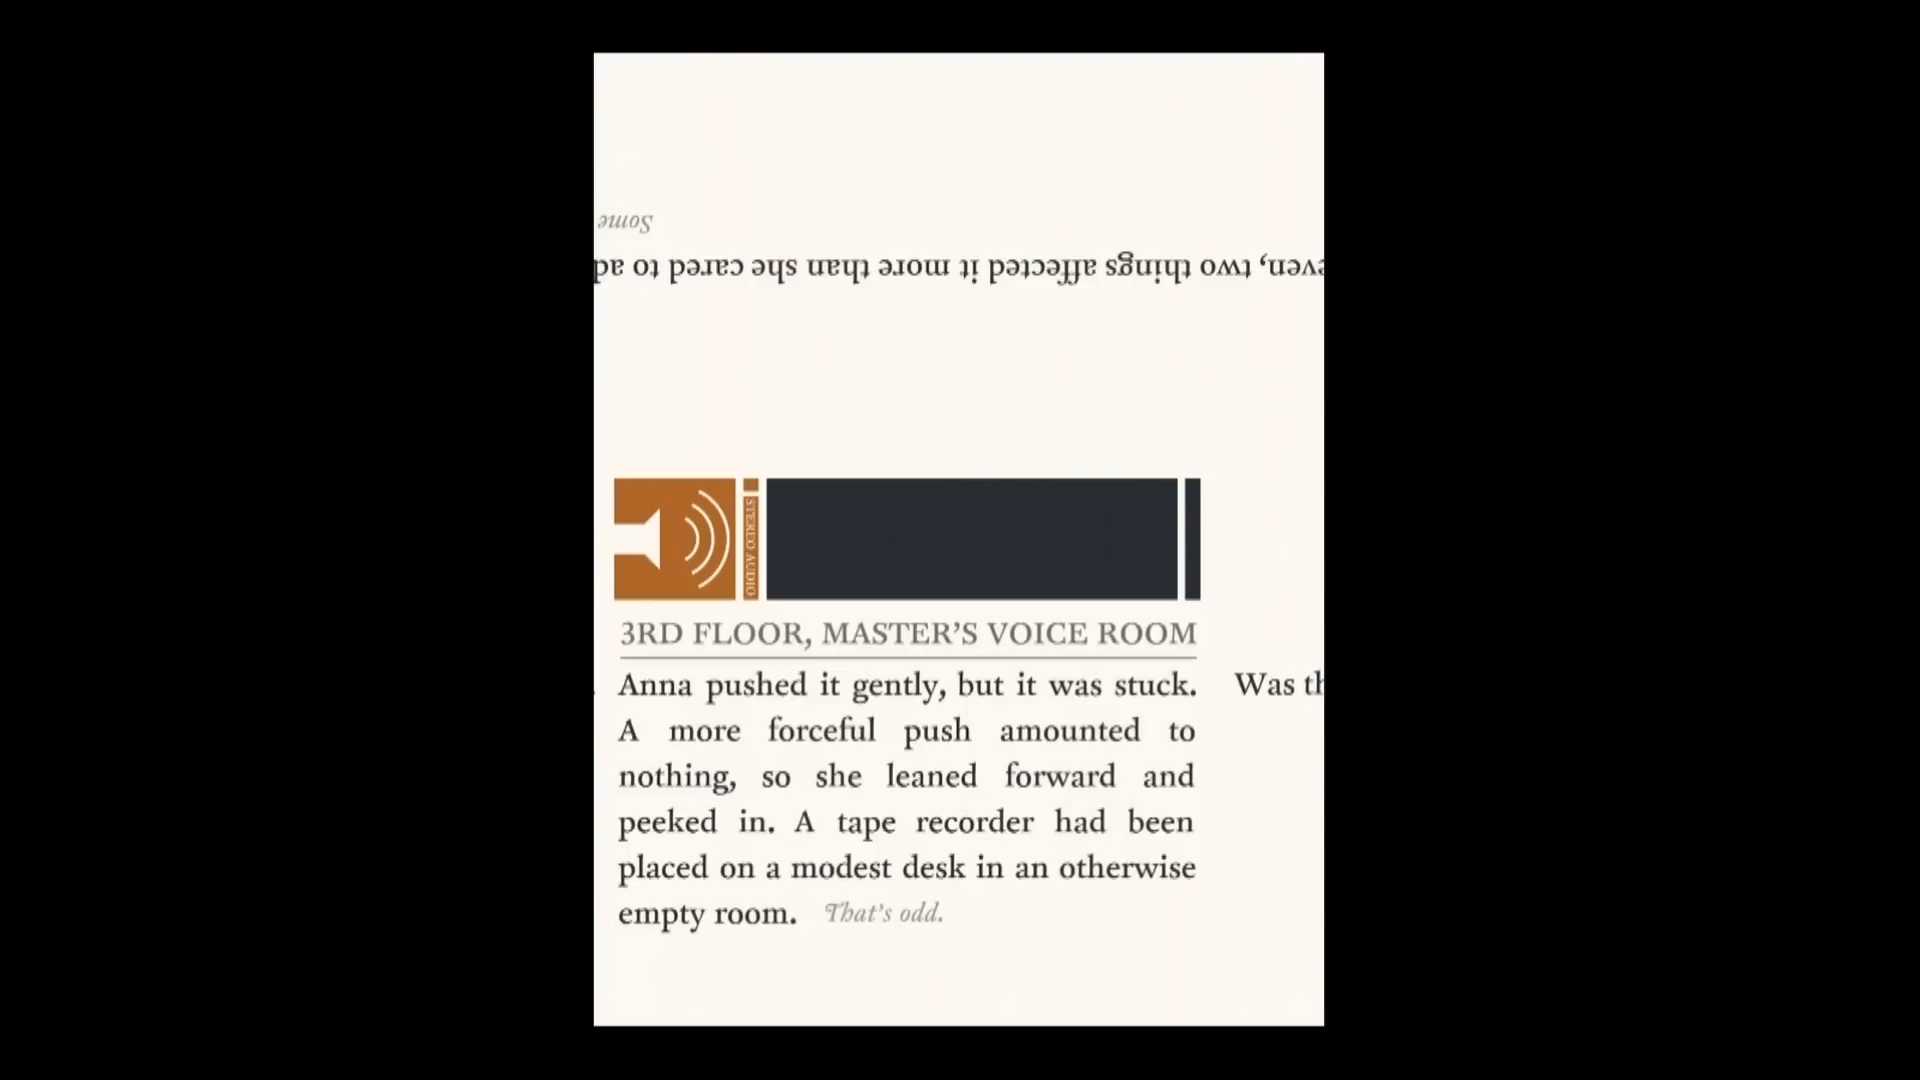 Some
even, two things affected it more than she cared to ad
STEREO AUDIO
3RD FLOOR, MASTER’S VOICE ROOM
Anna pushed it gently, but it was stuck. Was th
A more forceful push amounted to
nothing, so she leaned forward and
peeked in. A tape recorder had been
placed on a modest desk in an otherwise
empty room. That’s odd.